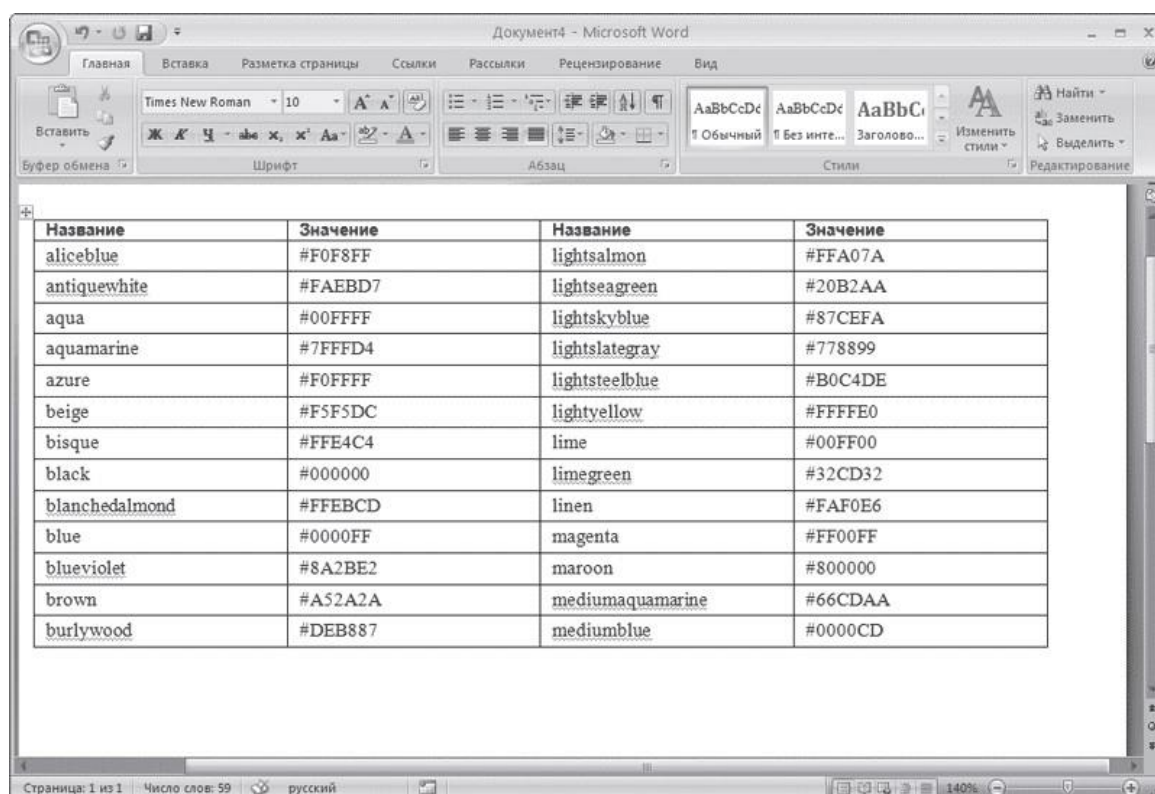 Документ4 - Microsoft Word
Главная Вставка Разметка страницы Ссылки Рассылки Рецензирование Вид
Times New Roman 10
Вставить
Ж К Ч abc x, x² Aa
AaBbCcDc AaBbCcDc AaBbC
¶ Обычный ¶ Без инте... Заголово...
Изменить стили
Найти
Заменить
Выделить
Буфер обмена Шрифт Абзац Стили Редактирование
Название Значение Название Значение
aliceblue #F0F8FF lightsalmon #FFA07A
antiquewhite #FAEBD7 lightseagreen #20B2AA
aqua #00FFFF lightskyblue #87CEFA
aquamarine #7FFFD4 lightslategray #778899
azure #F0FFFF lightsteelblue #B0C4DE
beige #F5F5DC lightyellow #FFFFE0
bisque #FFE4C4 lime #00FF00
black #000000 limegreen #32CD32
blanchedalmond #FFEBCD linen #FAF0E6
blue #0000FF magenta #FF00FF
blueviolet #8A2BE2 maroon #800000
brown #A52A2A mediumaquamarine #66CDAA
burlywood #DEB887 mediumblue #0000CD
Страница: 1 из 1 Число слов: 59 русский 140%